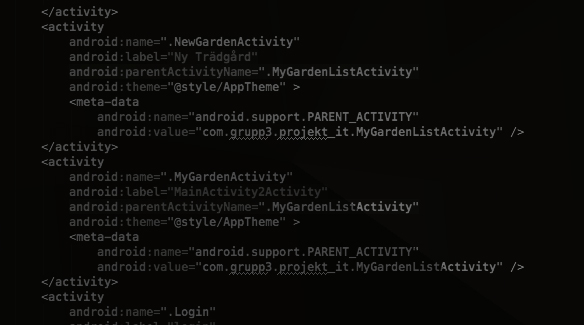 </activity>
<activity
android:name=".NewGardenActivity"
android:label="Ny Trädgård"
android:parentActivityName=".MyGardenListActivity"
android:theme="@style/AppTheme" >
<meta-data
android:name="android.support.PARENT_ACTIVITY"
android:value="com.grupp3.projekt_it.MyGardenListActivity" />
</activity>
<activity
android:name=".MyGardenActivity"
android:label="MainActivity2Activity"
android:parentActivityName=".MyGardenListActivity"
android:theme="@style/AppTheme" >
<meta-data
android:name="android.support.PARENT_ACTIVITY"
android:value="com.grupp3.projekt_it.MyGardenListActivity" />
</activity>
<activity
android:name=".Login"
android:label="login"